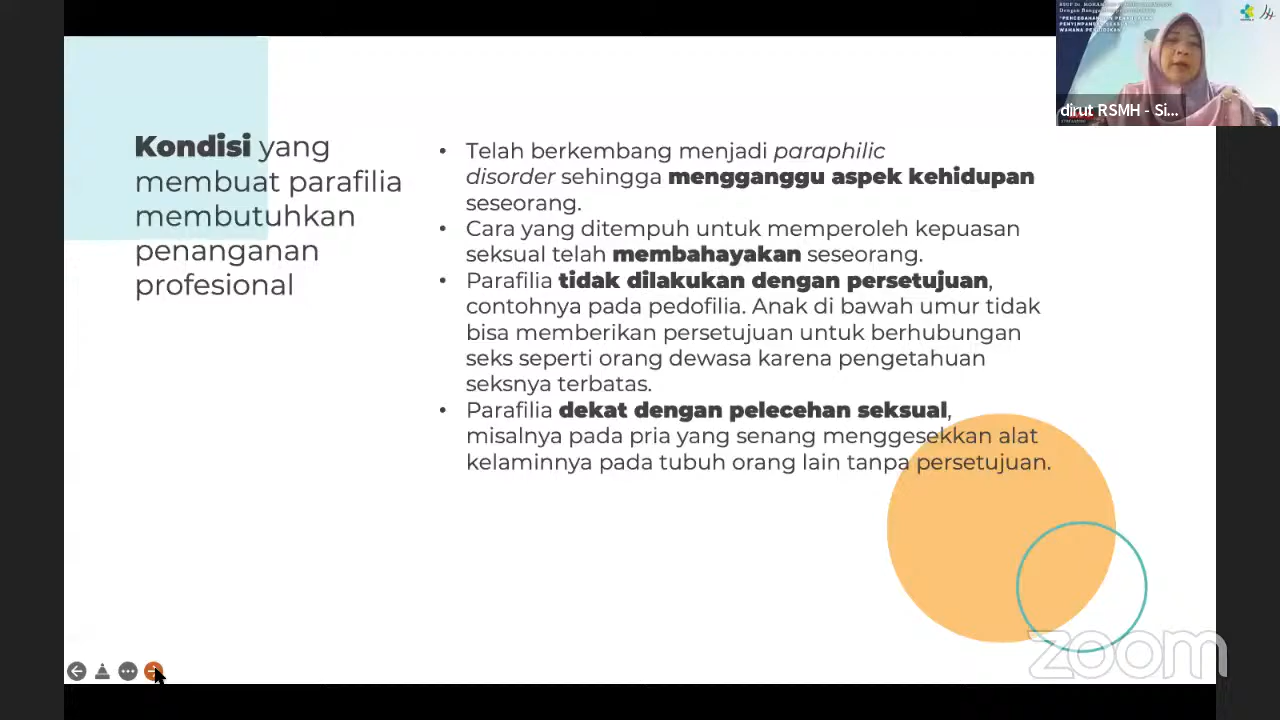 Kondisi yang
membuat parafilia
membutuhkan
penanganan
profesional
• Telah berkembang menjadi paraphilic
disorder sehingga mengganggu aspek kehidupan
seseorang.
• Cara yang ditempuh untuk memperoleh kepuasan
seksual telah membahayakan seseorang.
• Parafilia tidak dilakukan dengan persetujuan,
contohnya pada pedofilia. Anak di bawah umur tidak
bisa memberikan persetujuan untuk berhubungan
seks seperti orang dewasa karena pengetahuan
seksnya terbatas.
• Parafilia dekat dengan pelecehan seksual,
misalnya pada pria yang senang menggesekkan alat
kelaminnya pada tubuh orang lain tanpa persetujuan.
dirut RSMH - Si...
zoom